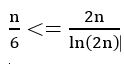 n/6 <= 2n/ln(2n)